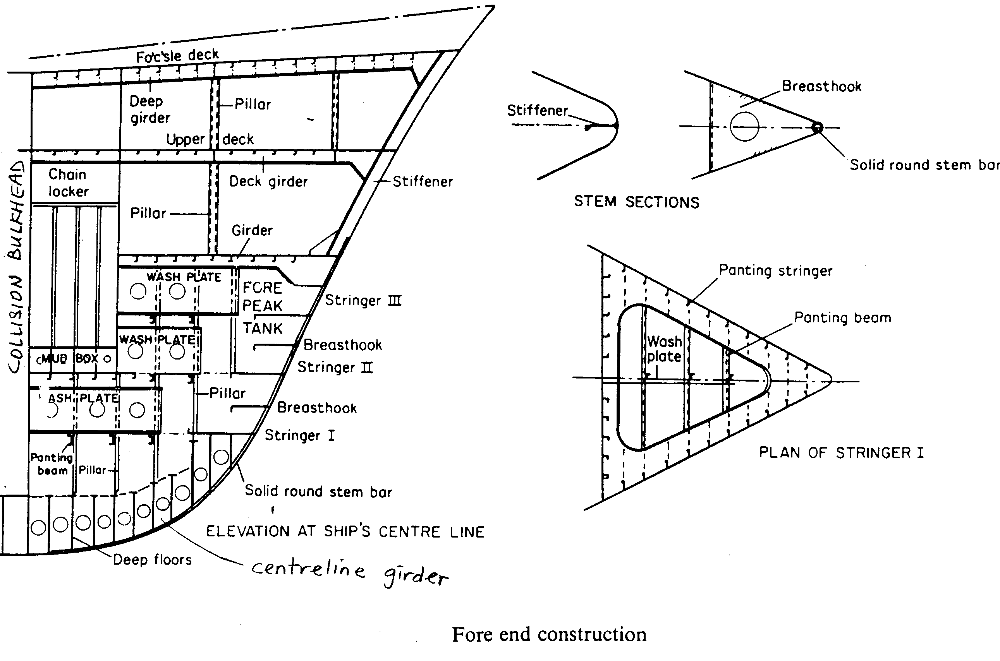 Fo'c'sle deck
Deep
girder
Pillar
Upper deck
Chain
locker
Deck girder
Stiffener
Pillar
Girder
COLLISION BULKHEAD
WASH PLATE
FORE
PEAK
TANK
Stringer III
WASH PLATE
Breasthook
MUD BOX
Stringer II
ASH PLATE
Pillar
Breasthook
Stringer I
Panting
beam
Pillar
Solid round stem bar
ELEVATION AT SHIP'S CENTRE LINE
Deep floors
centreline girder
Stiffener
Breasthook
Solid round stem bar
STEM SECTIONS
Panting stringer
Panting beam
Wash
plate
PLAN OF STRINGER I
Fore end construction